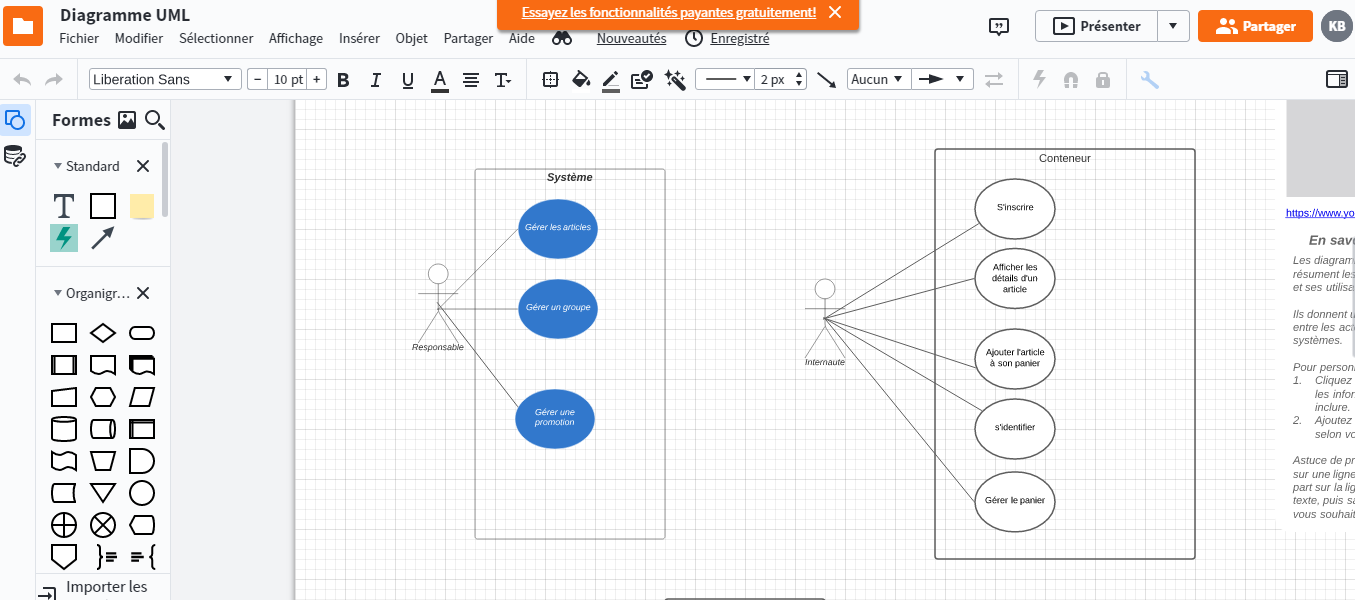 Diagramme UML
Essayez les fonctionnalités payantes gratuitement!
Fichier Modifier Sélectionner Affichage Insérer Objet Partager Aide Nouveautés Enregistré
Présenter
Partager
KB
Liberation Sans
10 pt
B I U A T
2 px
Aucun
Formes
Standard
T
Organigr...
Importer les
Système
Gérer les articles
Gérer un groupe
Gérer une
promotion
Responsable
Conteneur
S'inscrire
Afficher les
détails d'un
article
Ajouter l'article
à son panier
s'identifier
Gérer le panier
Internaute
https://www.yo
En sav
Les diagram
résument les
et ses utilisa
Ils donnent u
entre les act
systèmes.
Pour person
1. Cliquez
les infor
inclure.
2. Ajoutez
selon vo
Astuce de pr
sur une ligne
part sur la lig
texte, puis sa
vous souhait